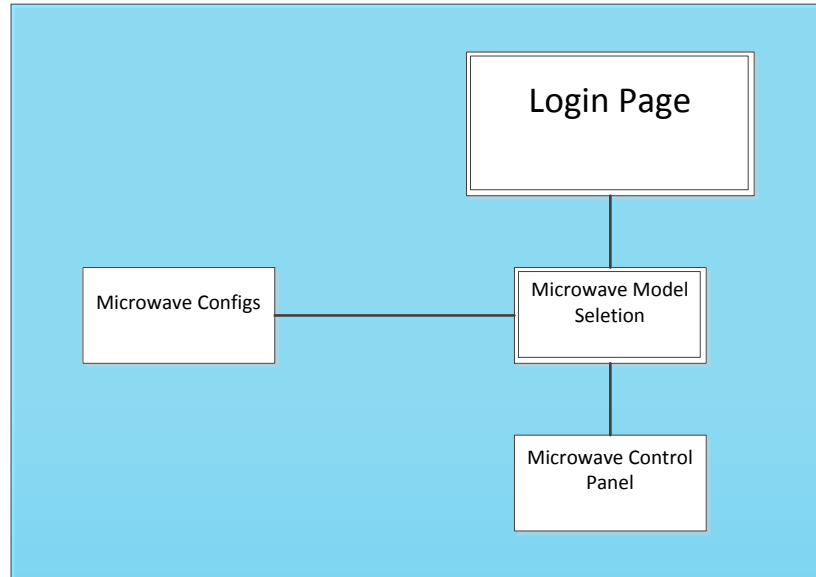 Login Page
Microwave Configs
Microwave Model
Seletion
Microwave Control
Panel